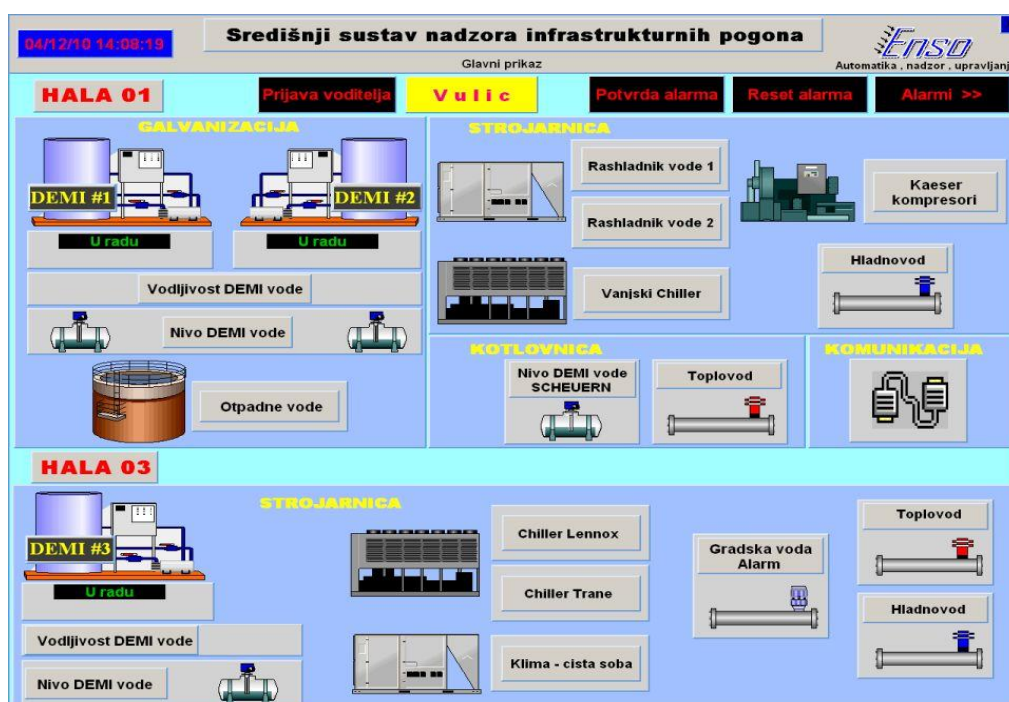 04/12/10 14:08:19
Središnji sustav nadzora infrastrukturnih pogona
Glavni prikaz
Enso
Automatika , nadzor , upravljanj
HALA 01
Prijava voditelja
Vulic
Potvrda alarma
Reset alarma
Alarmi >>
GALVANIZACIJA
DEMI #1
DEMI #2
U radu
U radu
Vodljivost DEMI vode
Nivo DEMI vode
Otpadne vode
STROJARNICA
Rashladnik vode 1
Rashladnik vode 2
Vanjski Chiller
Kaeser
kompresori
Hladnovod
KOTLOVNICA
Nivo DEMI vode
SCHEUERN
Toplovod
KOMUNIKACIJA
HALA 03
STROJARNICA
DEMI #3
U radu
Vodljivost DEMI vode
Nivo DEMI vode
Chiller Lennox
Chiller Trane
Klima - cista soba
Gradska voda
Alarm
Toplovod
Hladnovod